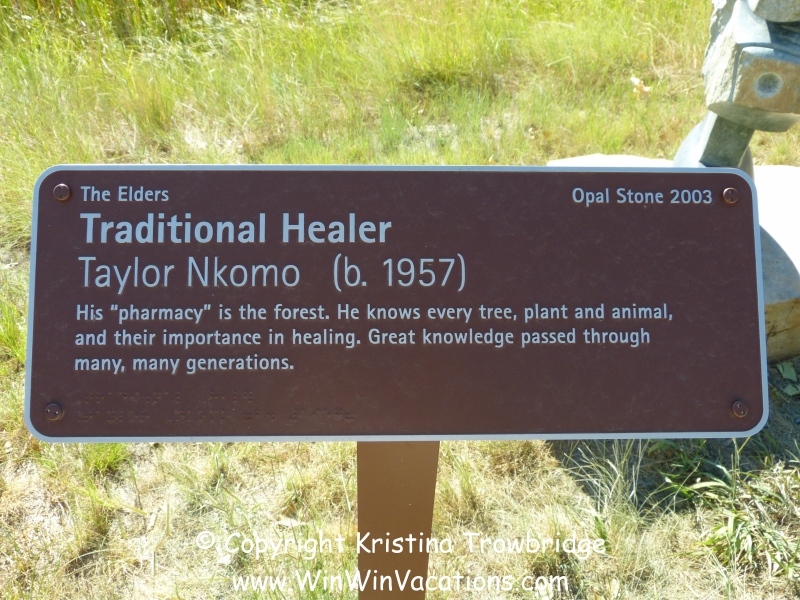 The Elders
Opal Stone 2003
Traditional Healer
Taylor Nkomo (b. 1957)
His “pharmacy” is the forest. He knows every tree, plant and animal,
and their importance in healing. Great knowledge passed through
many, many generations.
© Copyright Kristina Trowbridge
www.WinWinVacations.com